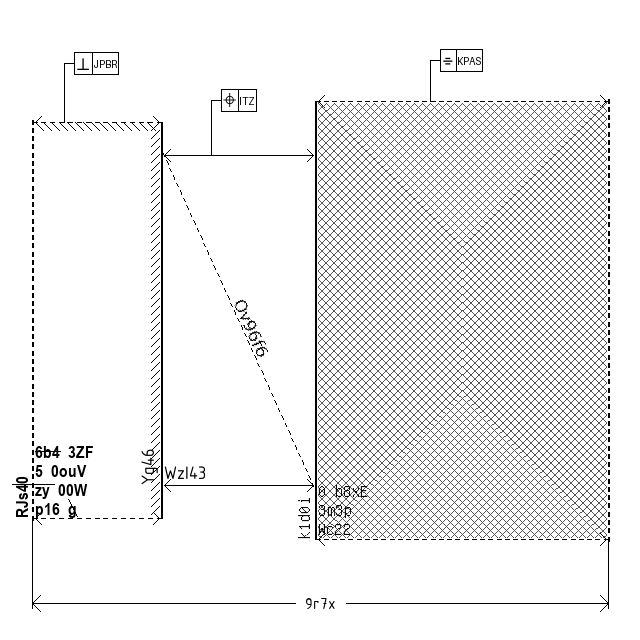 KPAS
JPBR
ITZ
Ov96f6
6b4 3ZF
5 0ouV
zy 00W
p16 g
RJs40
Yg46
Wzl43
0 b8xE
3m3p
Wc22
k1d0i
9r7x